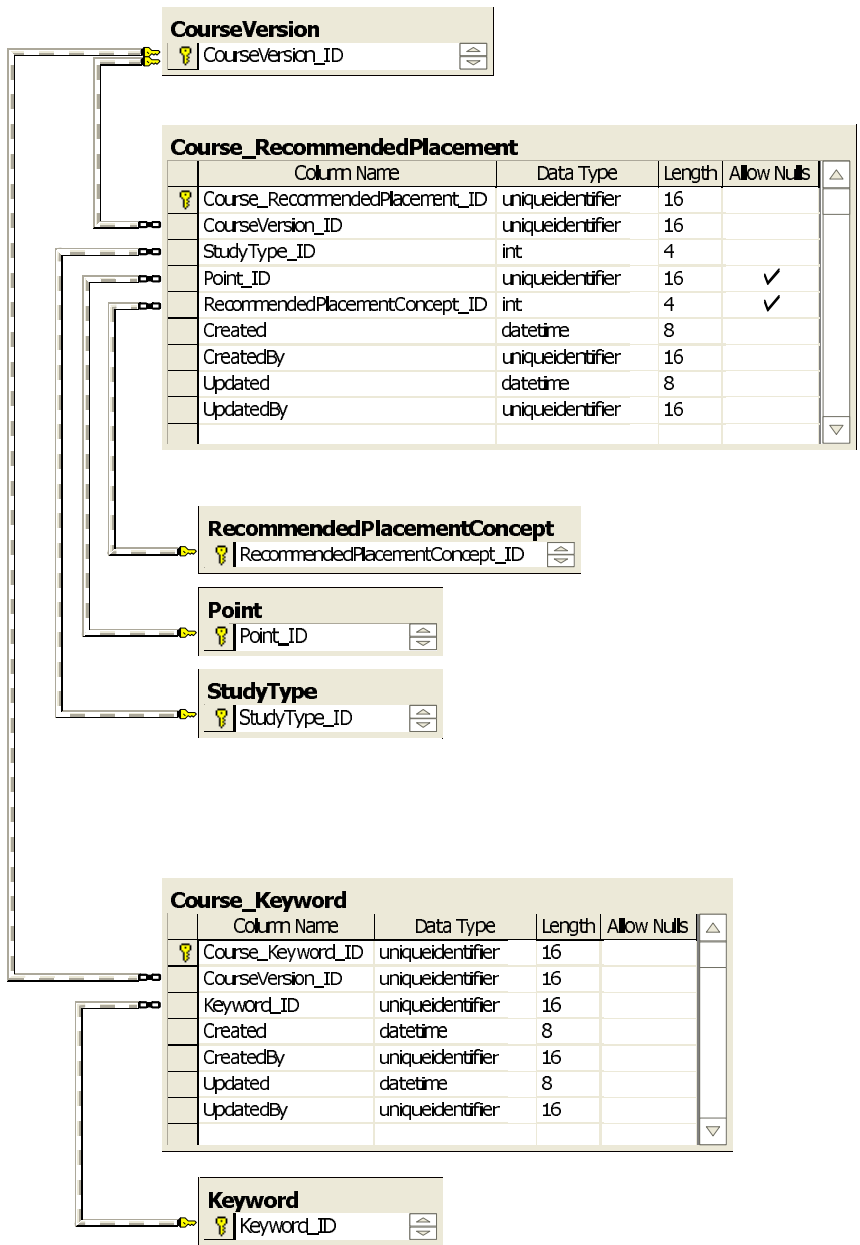 CourseVersion
CourseVersion_ID
Course_RecommendedPlacement
Column Name Data Type Length Allow Nulls
Course_RecommendedPlacement_ID uniqueidentifier 16
CourseVersion_ID uniqueidentifier 16
StudyType_ID int 4
Point_ID uniqueidentifier 16 ✓
RecommendedPlacementConcept_ID int 4 ✓
Created datetime 8
CreatedBy uniqueidentifier 16
Updated datetime 8
UpdatedBy uniqueidentifier 16
RecommendedPlacementConcept
RecommendedPlacementConcept_ID
Point
Point_ID
StudyType
StudyType_ID
Course_Keyword
Column Name Data Type Length Allow Nulls
Course_Keyword_ID uniqueidentifier 16
CourseVersion_ID uniqueidentifier 16
Keyword_ID uniqueidentifier 16
Created datetime 8
CreatedBy uniqueidentifier 16
Updated datetime 8
UpdatedBy uniqueidentifier 16
Keyword
Keyword_ID